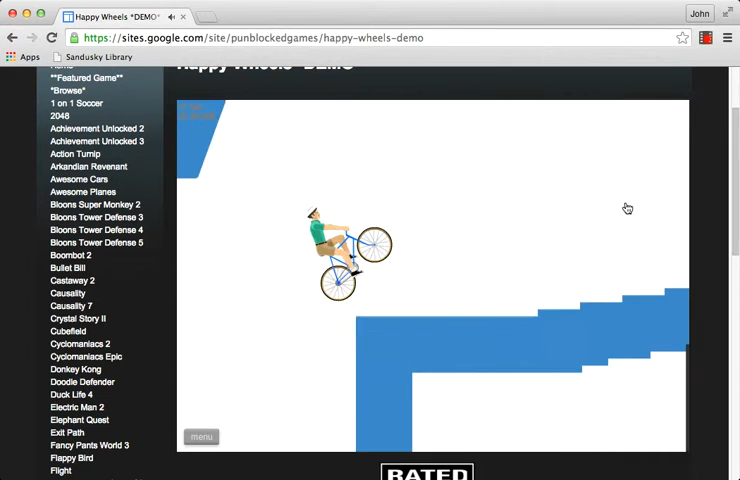 Happy Wheels *DEMO*
John
https://sites.google.com/site/punblockedgames/happy-wheels-demo
Apps
Sandusky Library
Home
Happy Wheels *DEMO*
**Featured Game**
*Browse*
1 on 1 Soccer
2048
Achievement Unlocked 2
Achievement Unlocked 3
Action Turnip
Arkandian Revenant
Awesome Cars
Awesome Planes
Bloons Super Monkey 2
Bloons Tower Defense 3
Bloons Tower Defense 4
Bloons Tower Defense 5
Boombot 2
Bullet Bill
Castaway 2
Causality
Causality 7
Crystal Story II
Cubefield
Cyclomaniacs 2
Cyclomaniacs Epic
Donkey Kong
Doodle Defender
Duck Life 4
Electric Man 2
Elephant Quest
Exit Path
Fancy Pants World 3
Flappy Bird
Flight
menu
RATED